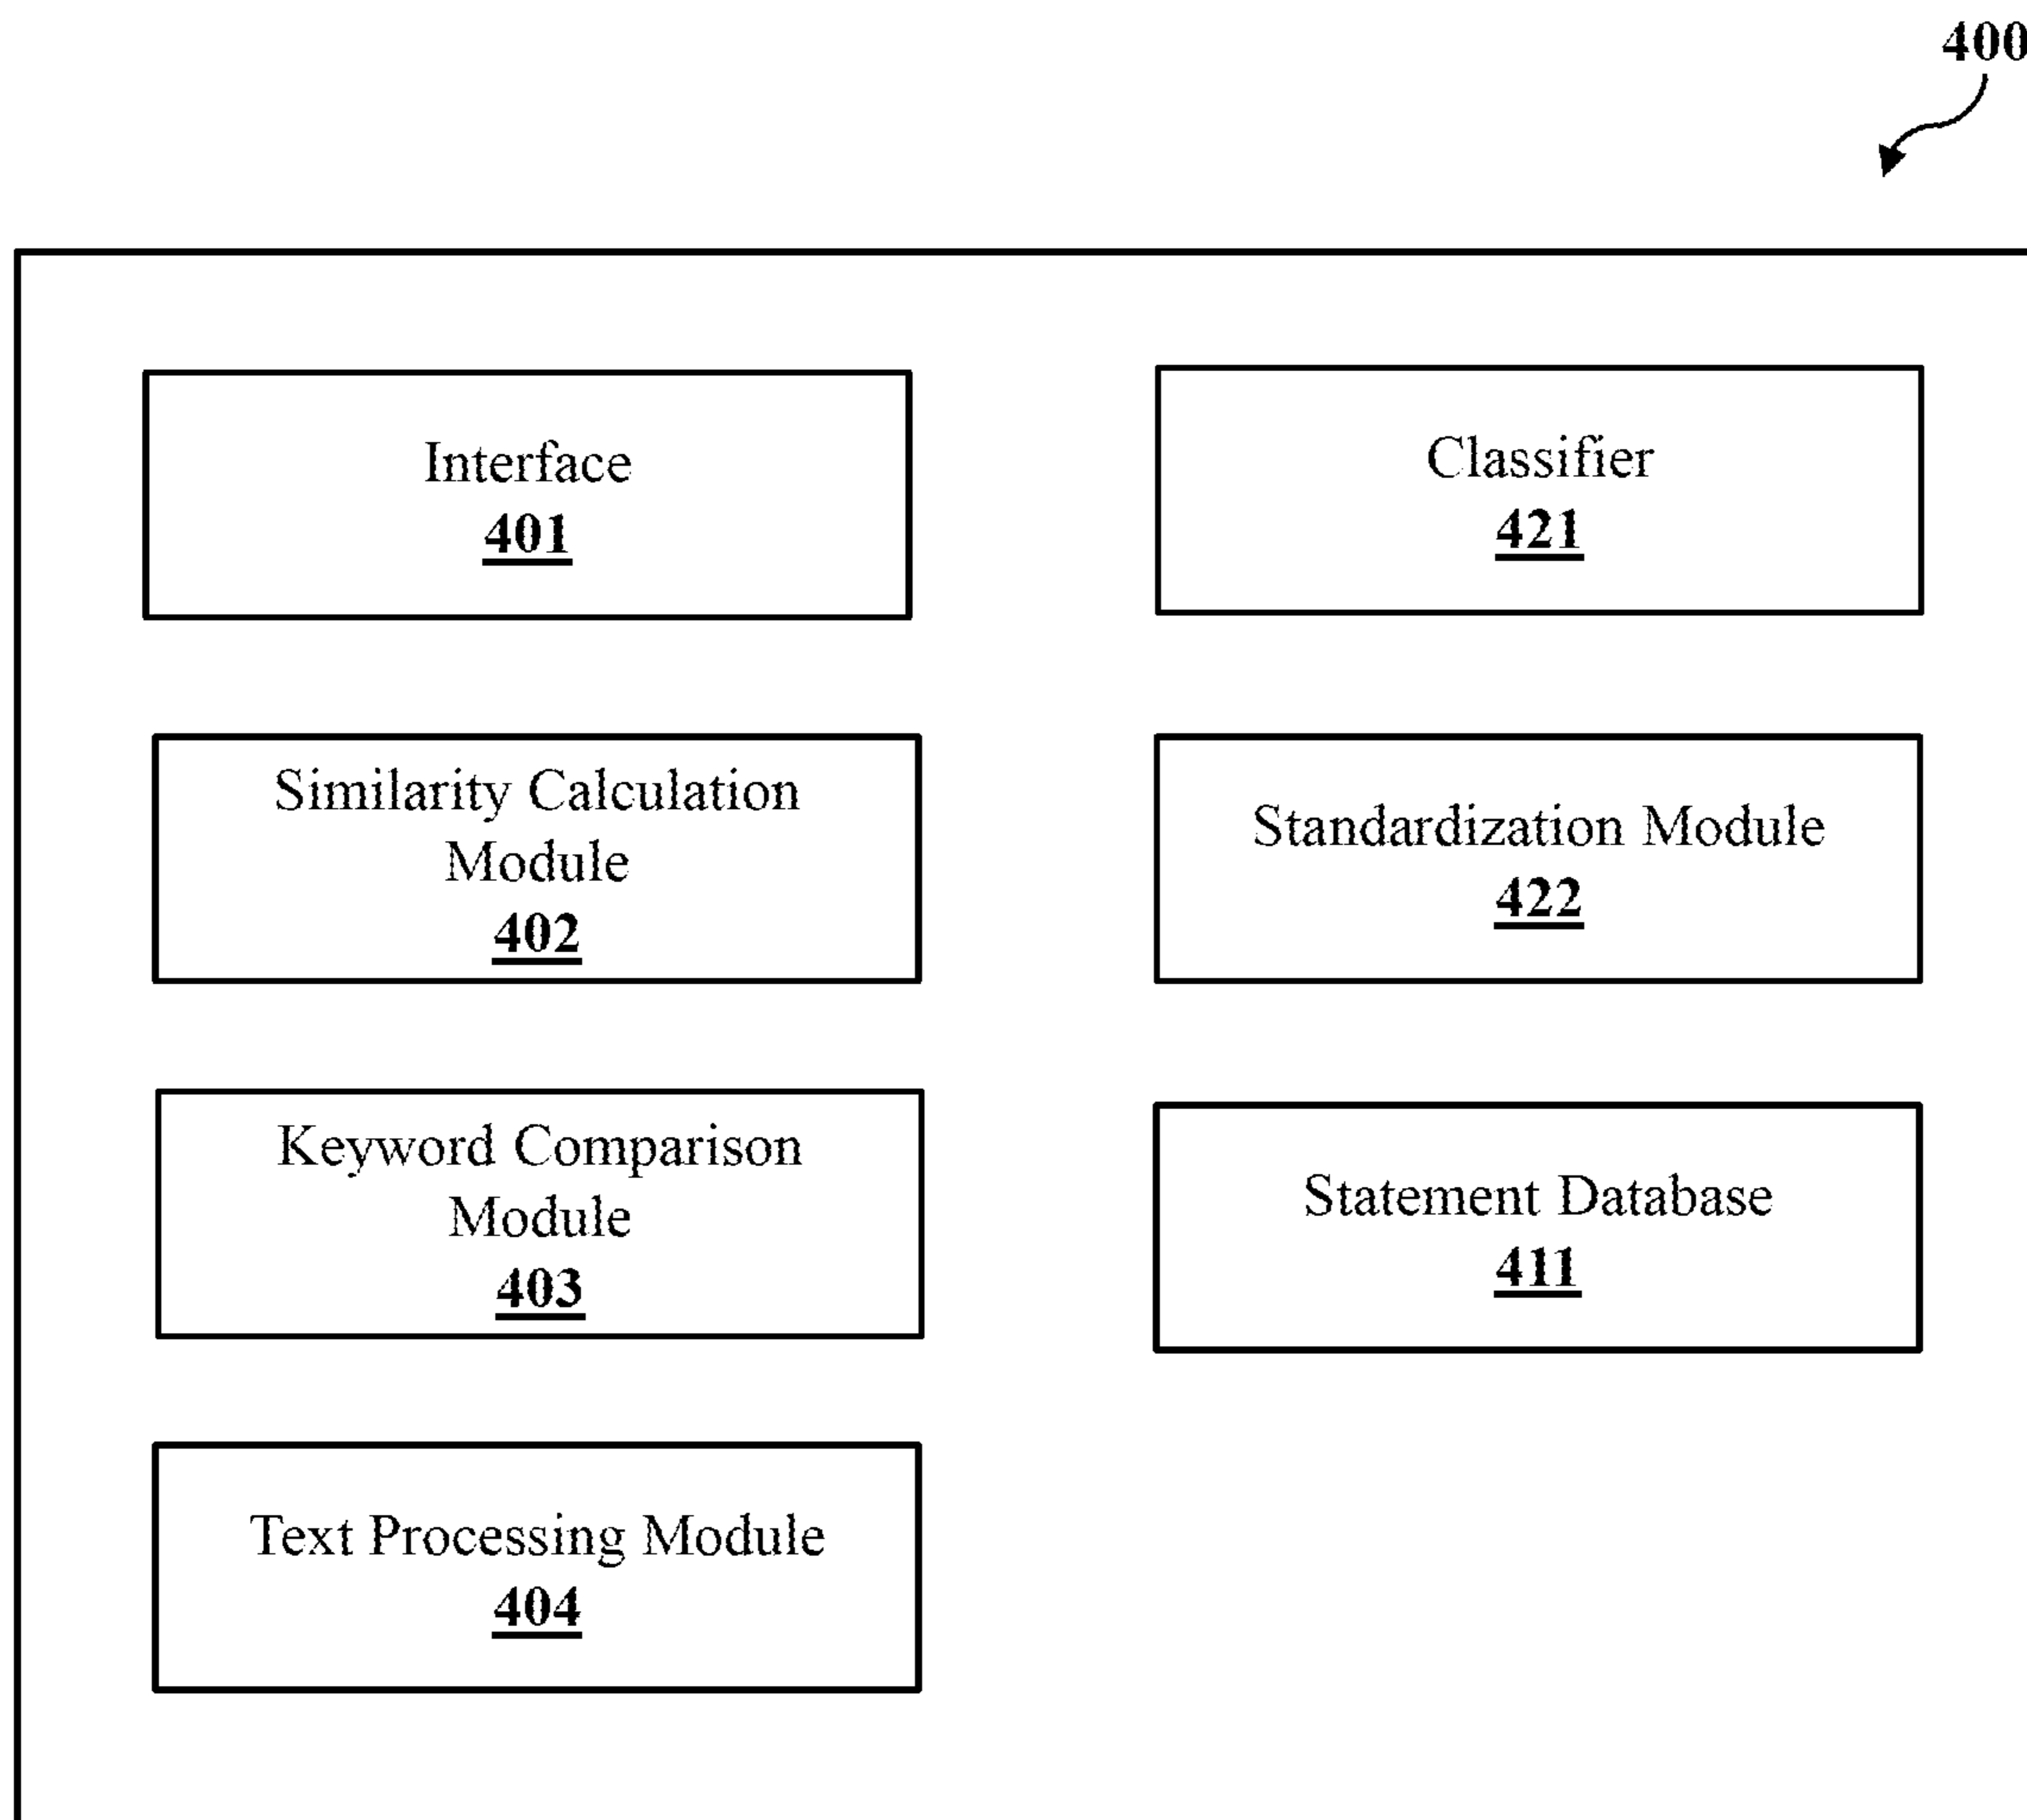 400
Interface
401
Classifier
421
Similarity Calculation
Module
402
Standardization Module
422
Keyword Comparison
Module
403
Statement Database
411
Text Processing Module
404